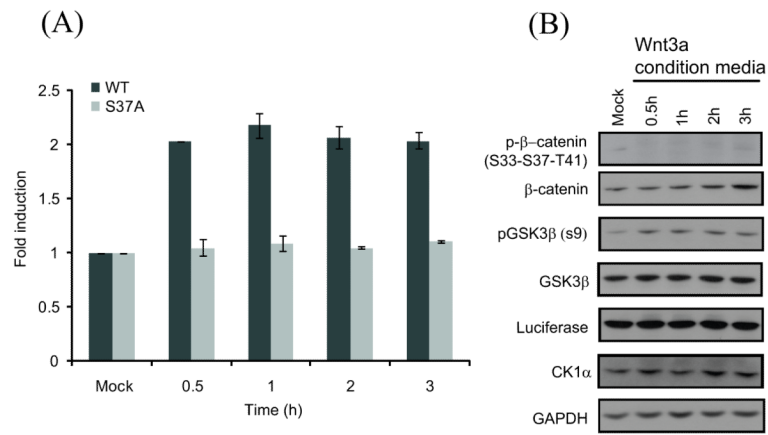 (A)
WT
S37A
Fold induction
2.5
2
1.5
1
0.5
0
Mock 0.5 1 2 3
Time (h)
(B)
Wnt3a
condition media
Mock 0.5h 1h 2h 3h
p-β–catenin
(S33-S37-T41)
β-catenin
pGSK3β (s9)
GSK3β
Luciferase
CK1α
GAPDH